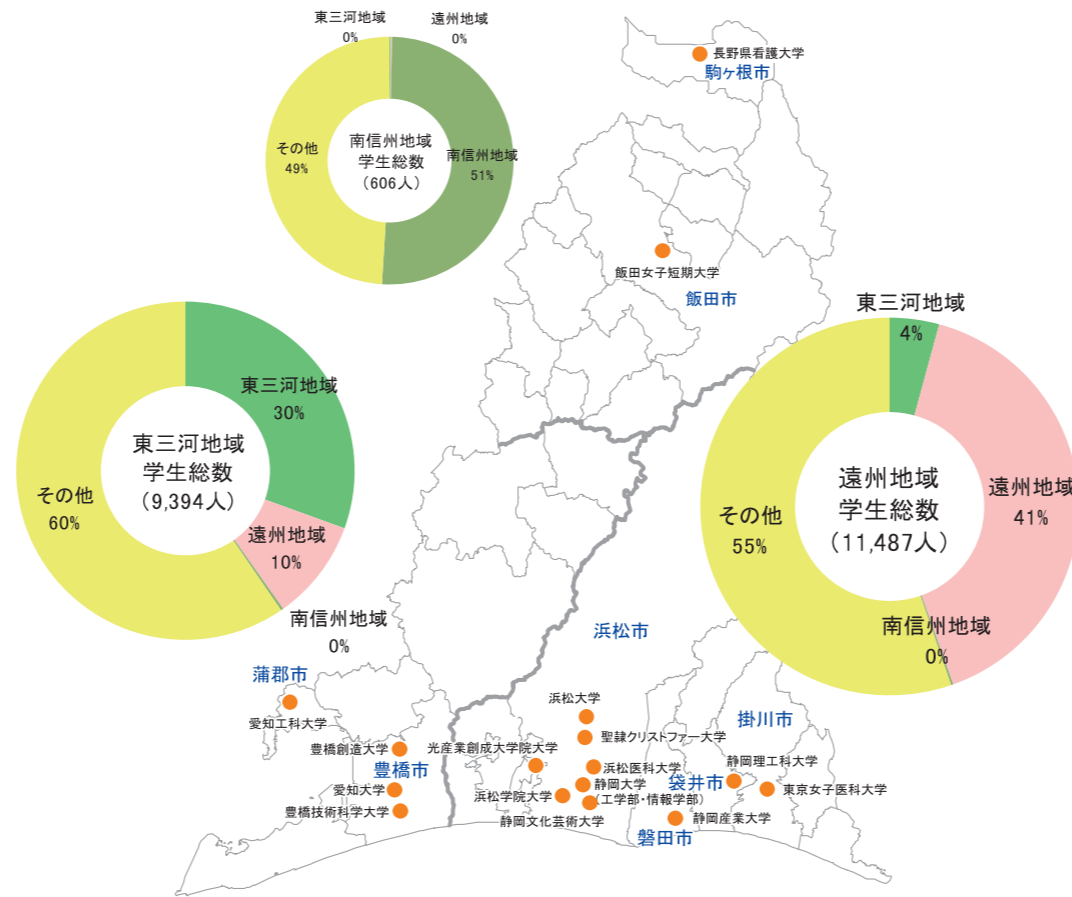 東三河地域
0%
遠州地域
0%
その他
49%
南信州地域
学生総数
（606人）
南信州地域
51%
長野県看護大学
駒ヶ根市
飯田女子短期大学
飯田市
東三河地域
30%
東三河地域
学生総数
（9,394人）
その他
60%
遠州地域
10%
南信州地域
0%
東三河地域
4%
遠州地域
学生総数
（11,487人）
遠州地域
41%
その他
55%
南信州地域
0%
浜松市
蒲郡市
愛知工科大学
豊橋創造大学
豊橋市
愛知大学
豊橋技術科学大学
浜松大学
聖隷クリストファー大学
光産業創成大学院大学
浜松医科大学
静岡大学
（工学部・情報学部）
浜松学院大学
静岡文化芸術大学
掛川市
静岡理工科大学
袋井市
東京女子医科大学
静岡産業大学
磐田市